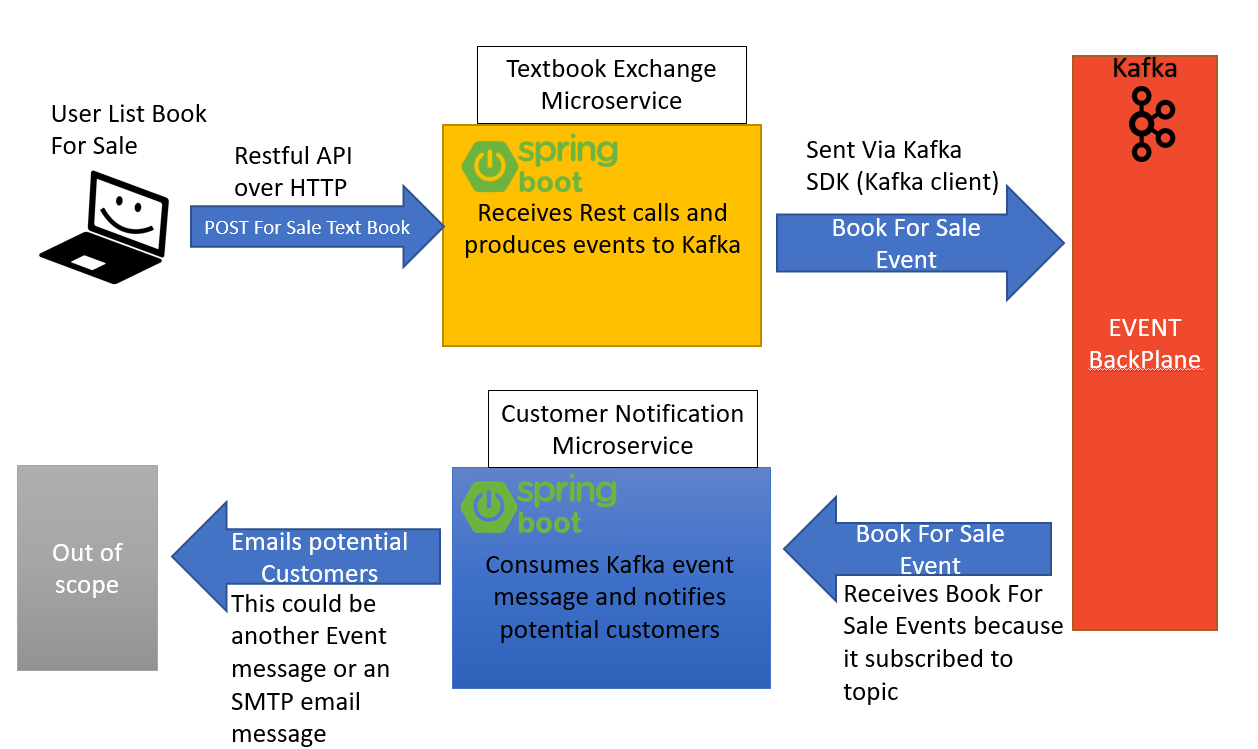 User List Book
For Sale
Restful API
over HTTP
POST For Sale Text Book
Textbook Exchange
Microservice
spring
boot
Receives Rest calls and
produces events to Kafka
Sent Via Kafka
SDK (Kafka client)
Book For Sale
Event
Kafka
EVENT
BackPlane
Customer Notification
Microservice
spring
boot
Consumes Kafka event
message and notifies
potential customers
Book For Sale
Event
Receives Book For
Sale Events because
it subscribed to
topic
Emails potential
Customers
This could be
another Event
message or an
SMTP email
message
Out of
scope